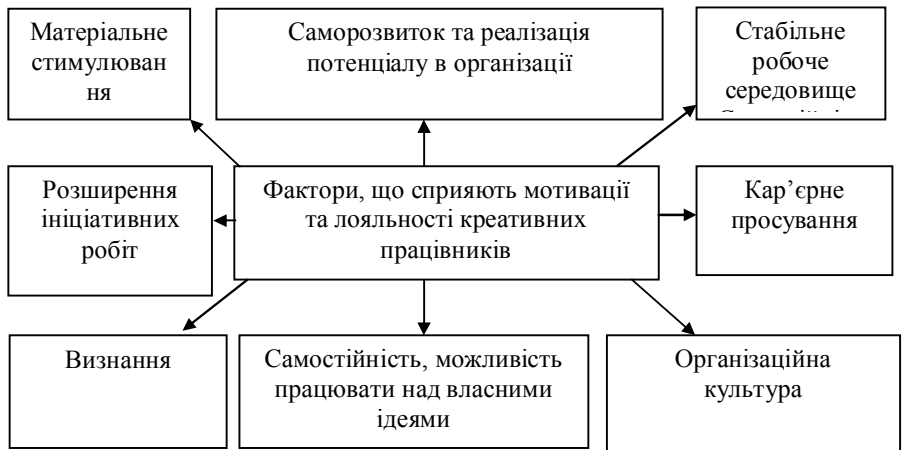 Матеріальне
стимулюван
ня
Саморозвиток та реалізація
потенціалу в організації
Стабільне
робоче
середовище
Розширення
ініціативних
робіт
Фактори, що сприяють мотивації
та лояльності креативних
працівників
Кар’єрне
просування
Визнання
Самостійність, можливість
працювати над власними
ідеями
Організаційна
культура